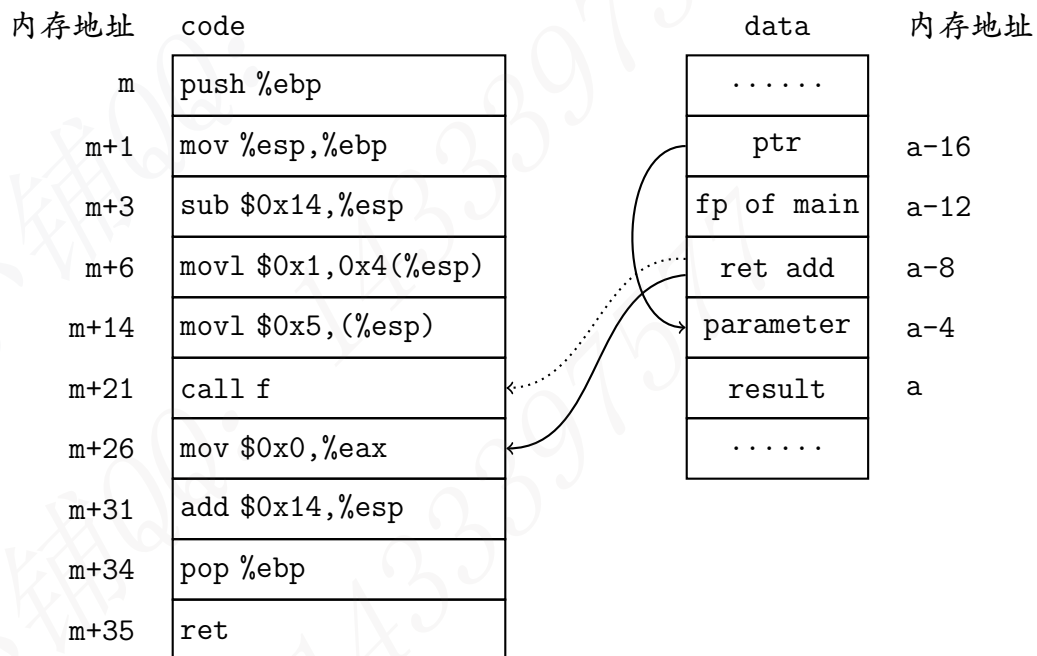 内存地址 code data 内存地址
m push %ebp ......
m+1 mov %esp,%ebp ptr a-16
m+3 sub $0x14,%esp fp of main a-12
m+6 movl $0x1,0x4(%esp) ret add a-8
m+14 movl $0x5,(%esp) parameter a-4
m+21 call f result a
m+26 mov $0x0,%eax ......
m+31 add $0x14,%esp
m+34 pop %ebp
m+35 ret